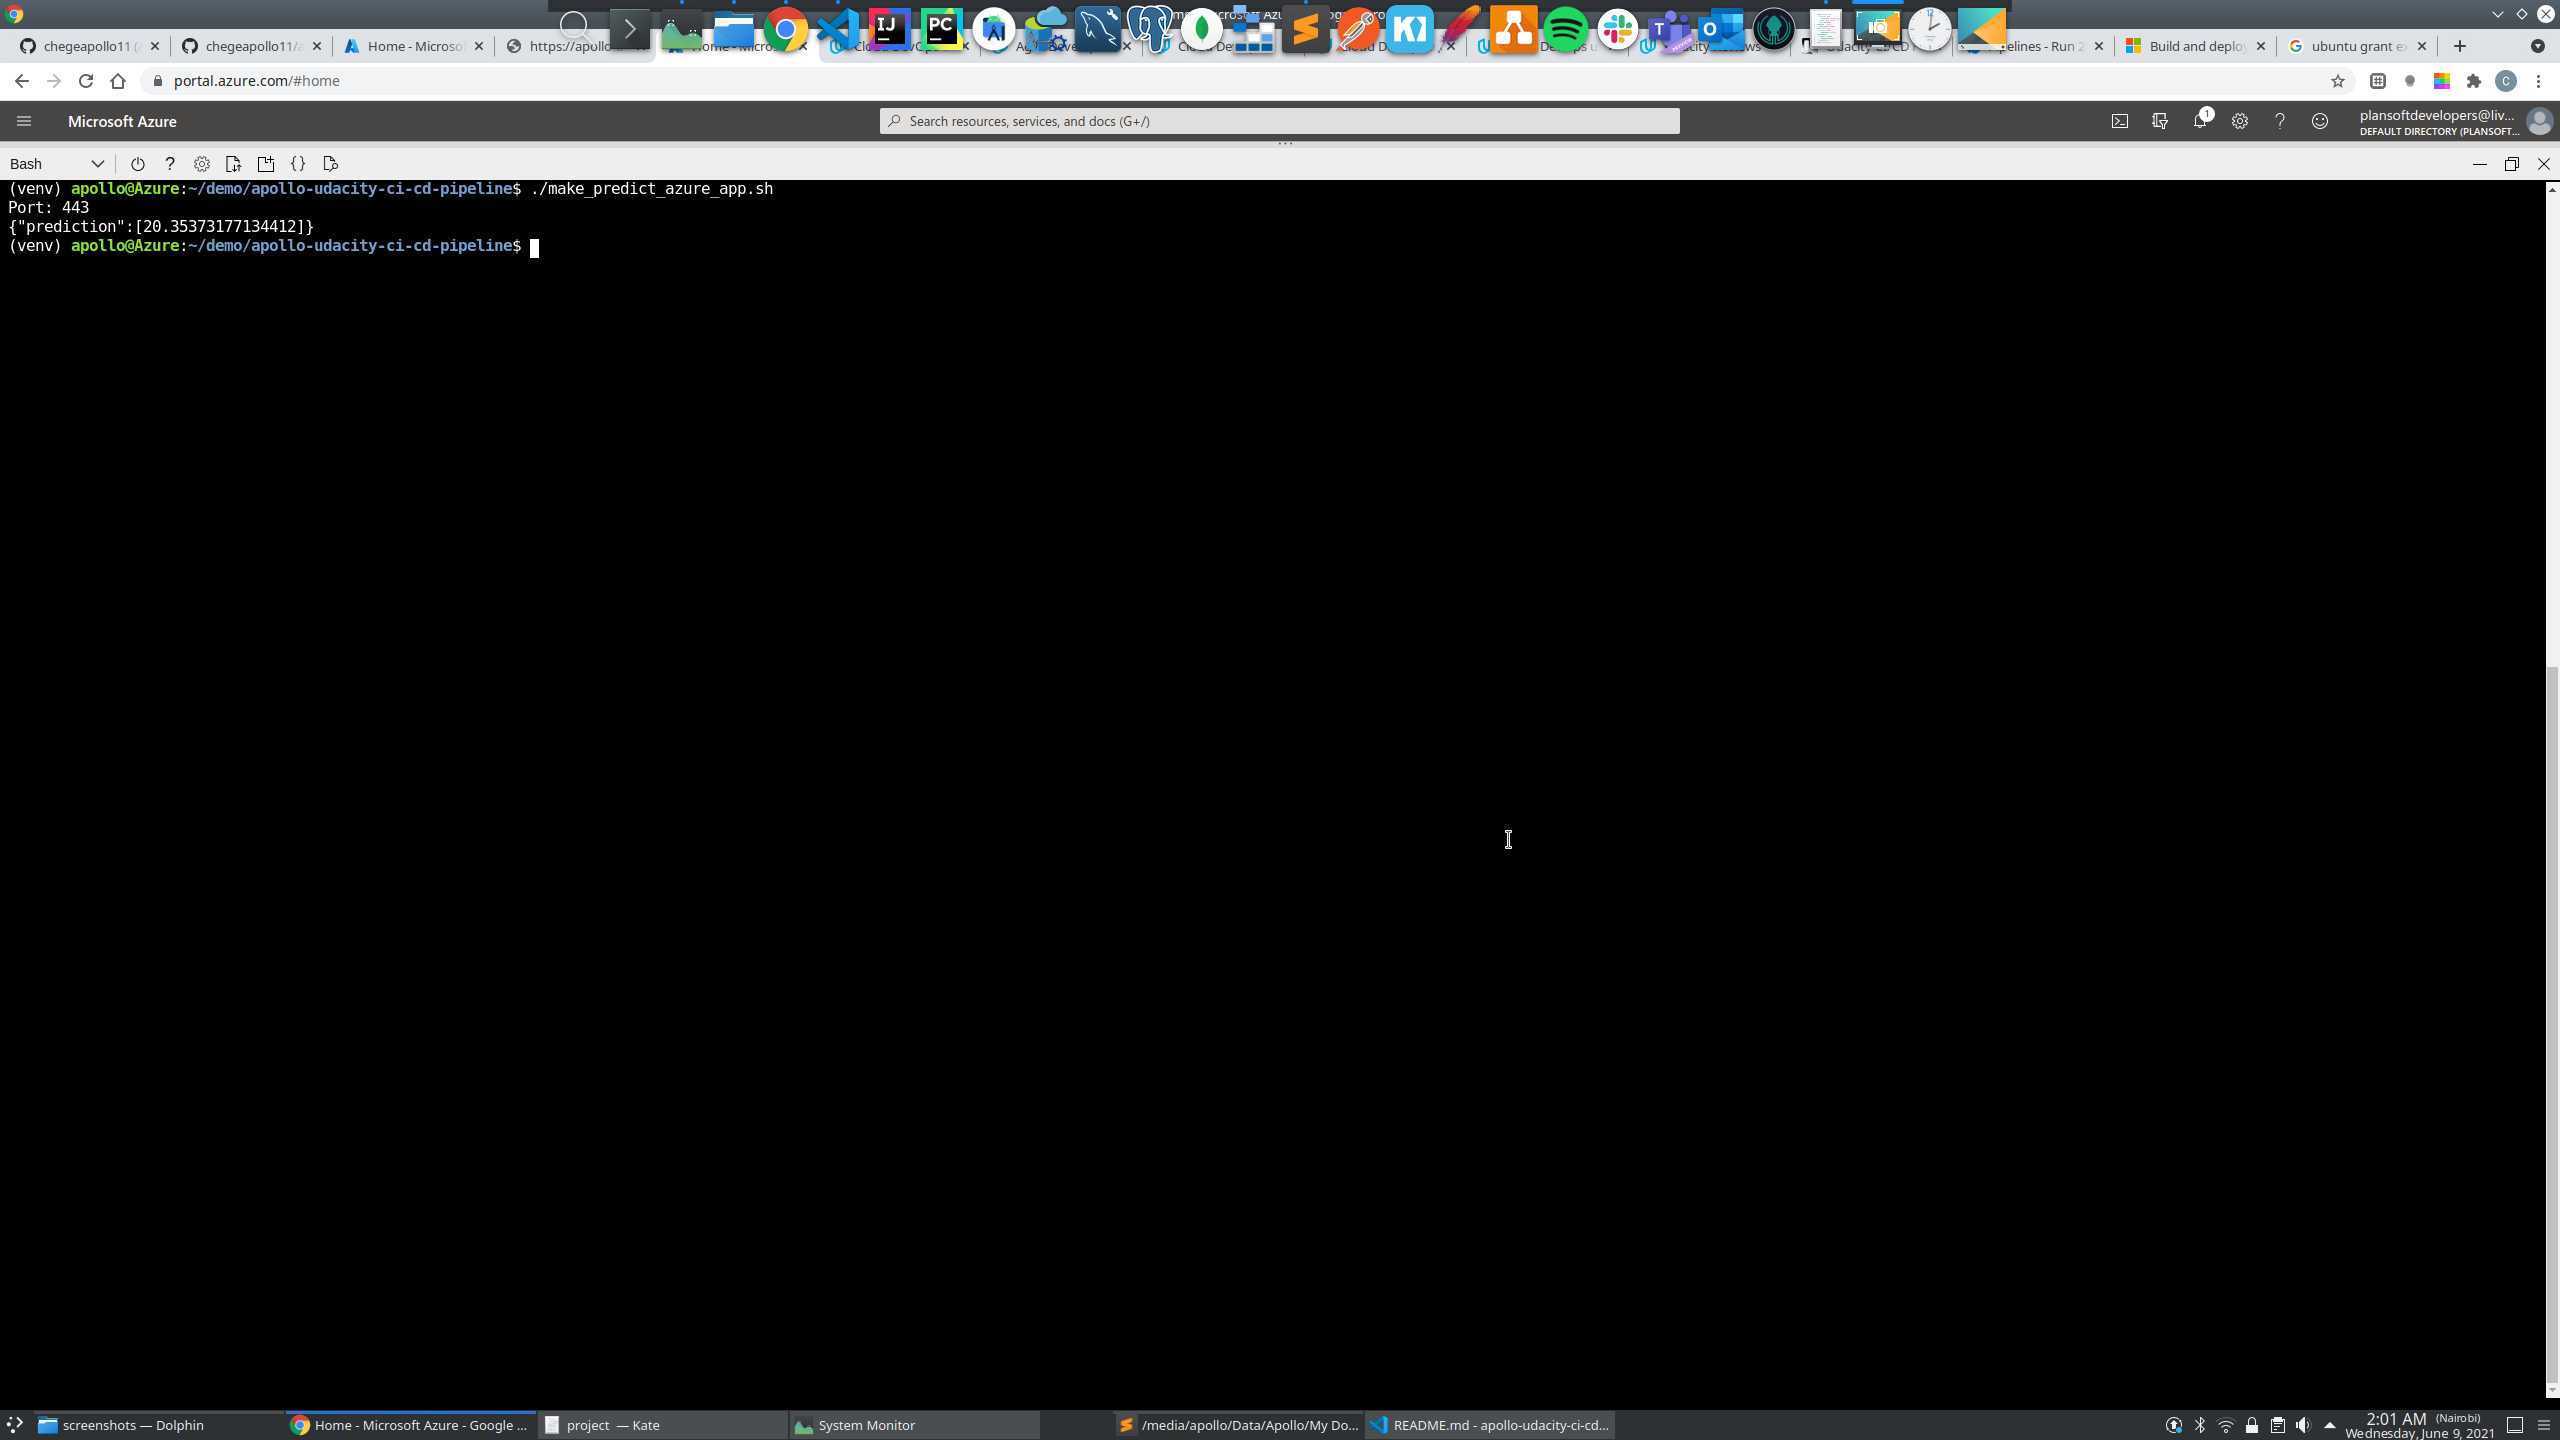 chegeapollo11
chegeapollo11/a
Home - Microsof
https://apollo
Build and deploy
ubuntu grant ex
portal.azure.com/#home
Microsoft Azure
Search resources, services, and docs (G+/)
1
plansoftdevelopers@liv...
DEFAULT DIRECTORY (PLANSOFT...
Bash
(venv) apollo@Azure:~/demo/apollo-udacity-ci-cd-pipeline$ ./make_predict_azure_app.sh
Port: 443
{"prediction":[20.35373177134412]}
(venv) apollo@Azure:~/demo/apollo-udacity-ci-cd-pipeline$
screenshots — Dolphin
Home - Microsoft Azure - Google ...
project — Kate
System Monitor
/media/apollo/Data/Apollo/My Do...
README.md - apollo-udacity-ci-cd...
2:01 AM (Nairobi)
Wednesday, June 9, 2021